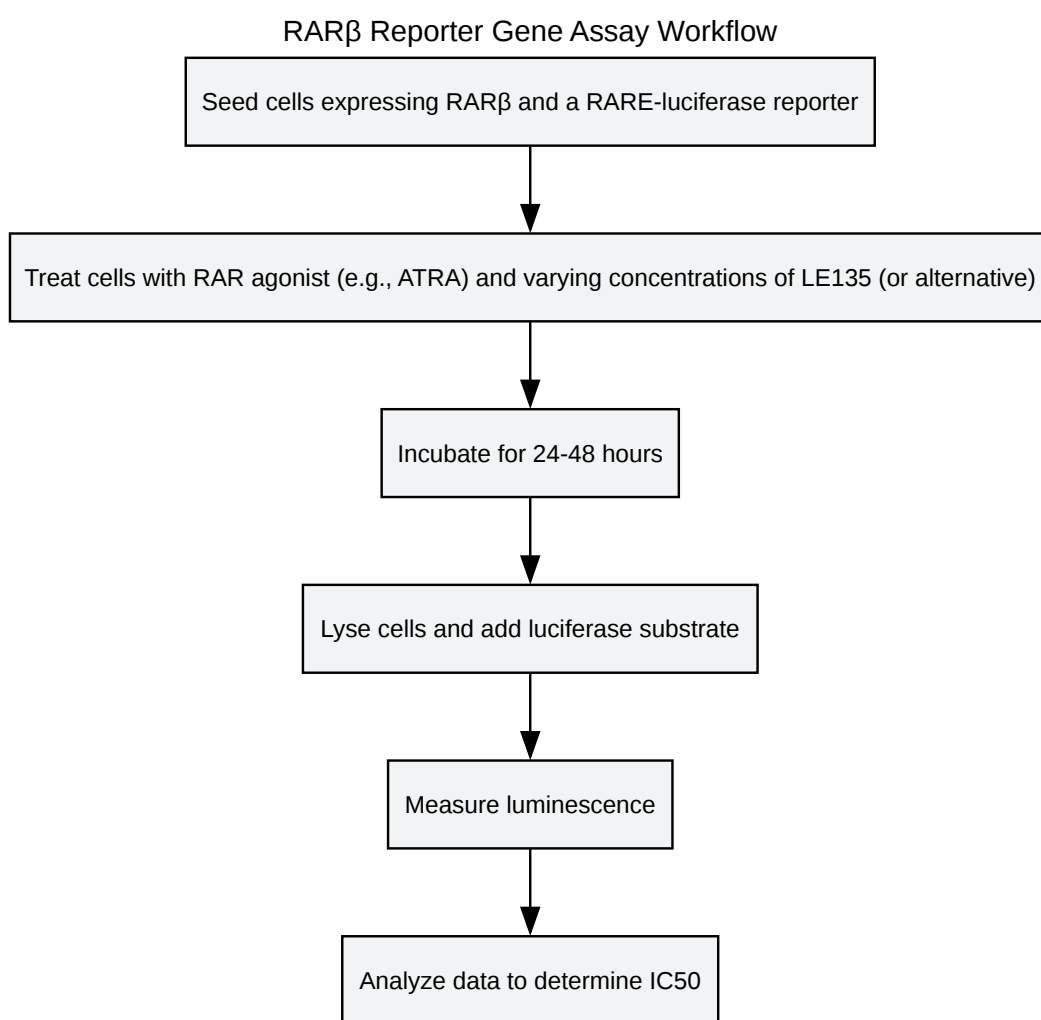 RARβ Reporter Gene Assay Workflow
Seed cells expressing RARβ and a RARE-luciferase reporter
Treat cells with RAR agonist (e.g., ATRA) and varying concentrations of LE135 (or alternative)
Incubate for 24-48 hours
Lyse cells and add luciferase substrate
Measure luminescence
Analyze data to determine IC50